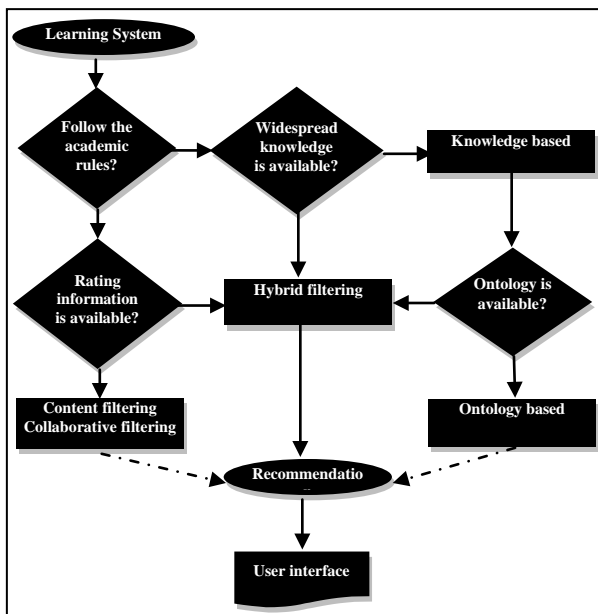 Learning System
Follow the
academic
rules?
Widespread
knowledge
is available?
Knowledge based
Rating
information
is available?
Hybrid filtering
Ontology is
available?
Content filtering
Collaborative filtering
Ontology based
Recommendatio
User interface